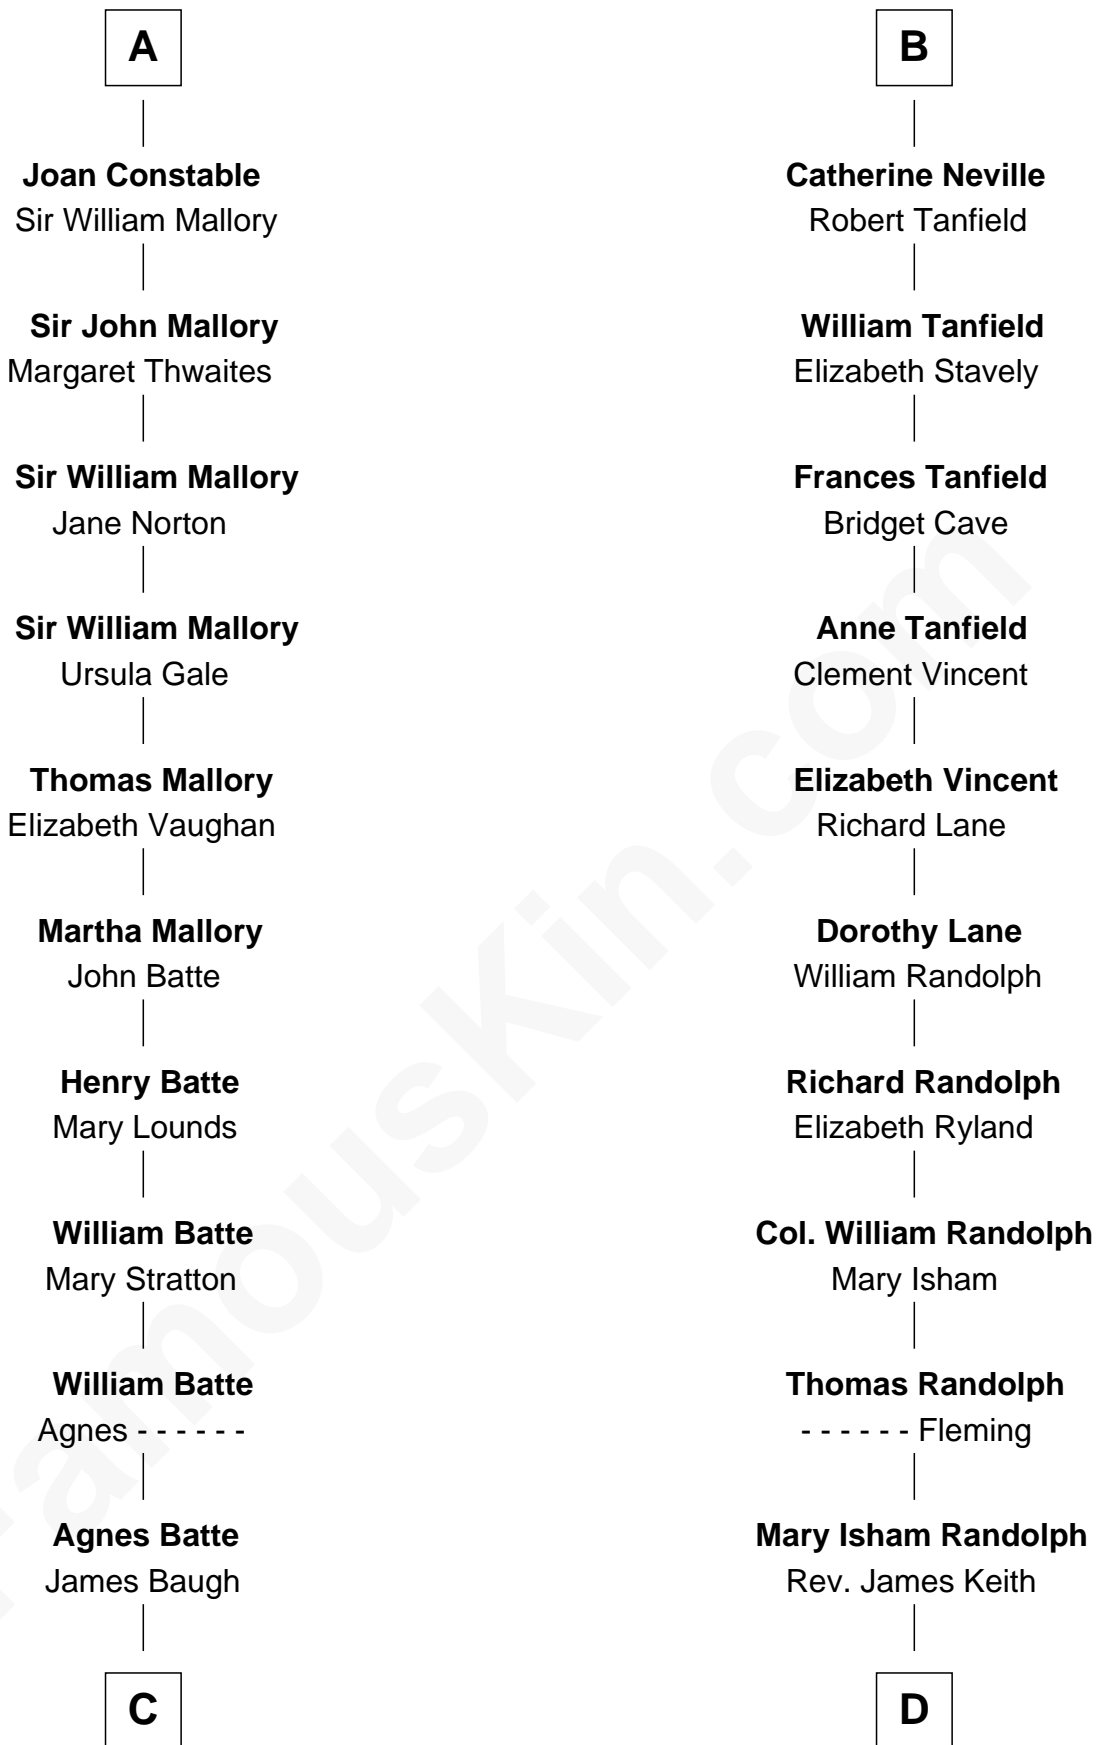 A
Joan Constable
Sir William Mallory
Sir John Mallory
Margaret Thwaites
Sir William Mallory
Jane Norton
Sir William Mallory
Ursula Gale
Thomas Mallory
Elizabeth Vaughan
Martha Mallory
John Batte
Henry Batte
Mary Lounds
William Batte
Mary Stratton
William Batte
Agnes - - - - - -
Agnes Batte
James Baugh
C
B
Catherine Neville
Robert Tanfield
William Tanfield
Elizabeth Stavely
Frances Tanfield
Bridget Cave
Anne Tanfield
Clement Vincent
Elizabeth Vincent
Richard Lane
Dorothy Lane
William Randolph
Richard Randolph
Elizabeth Ryland
Col. William Randolph
Mary Isham
Thomas Randolph
- - - - - - Fleming
Mary Isham Randolph
Rev. James Keith
D
FamousKin.com